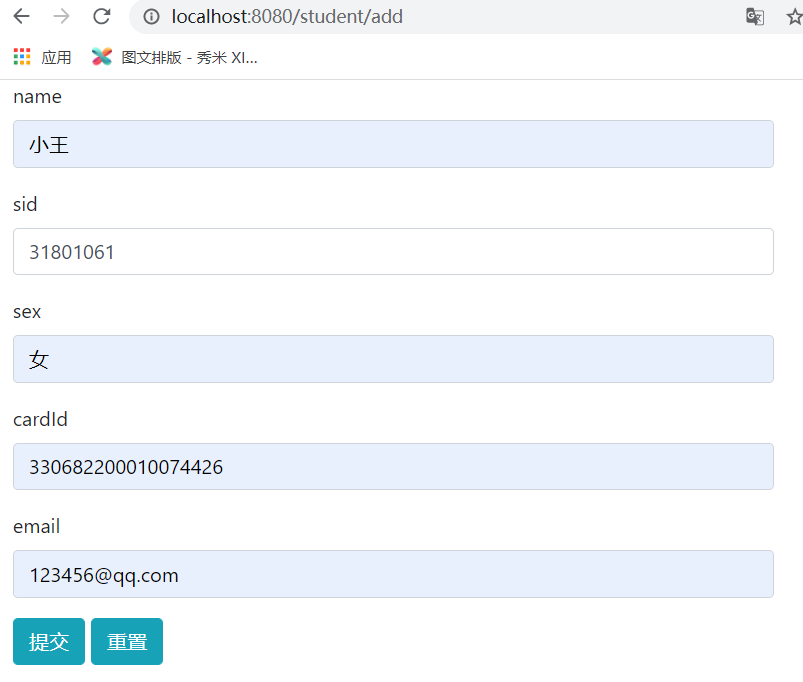 localhost:8080/student/add
应用 图文排版 - 秀米 XI...
name
小王
sid
31801061
sex
女
cardId
330682200010074426
email
123456@qq.com
提交 重置